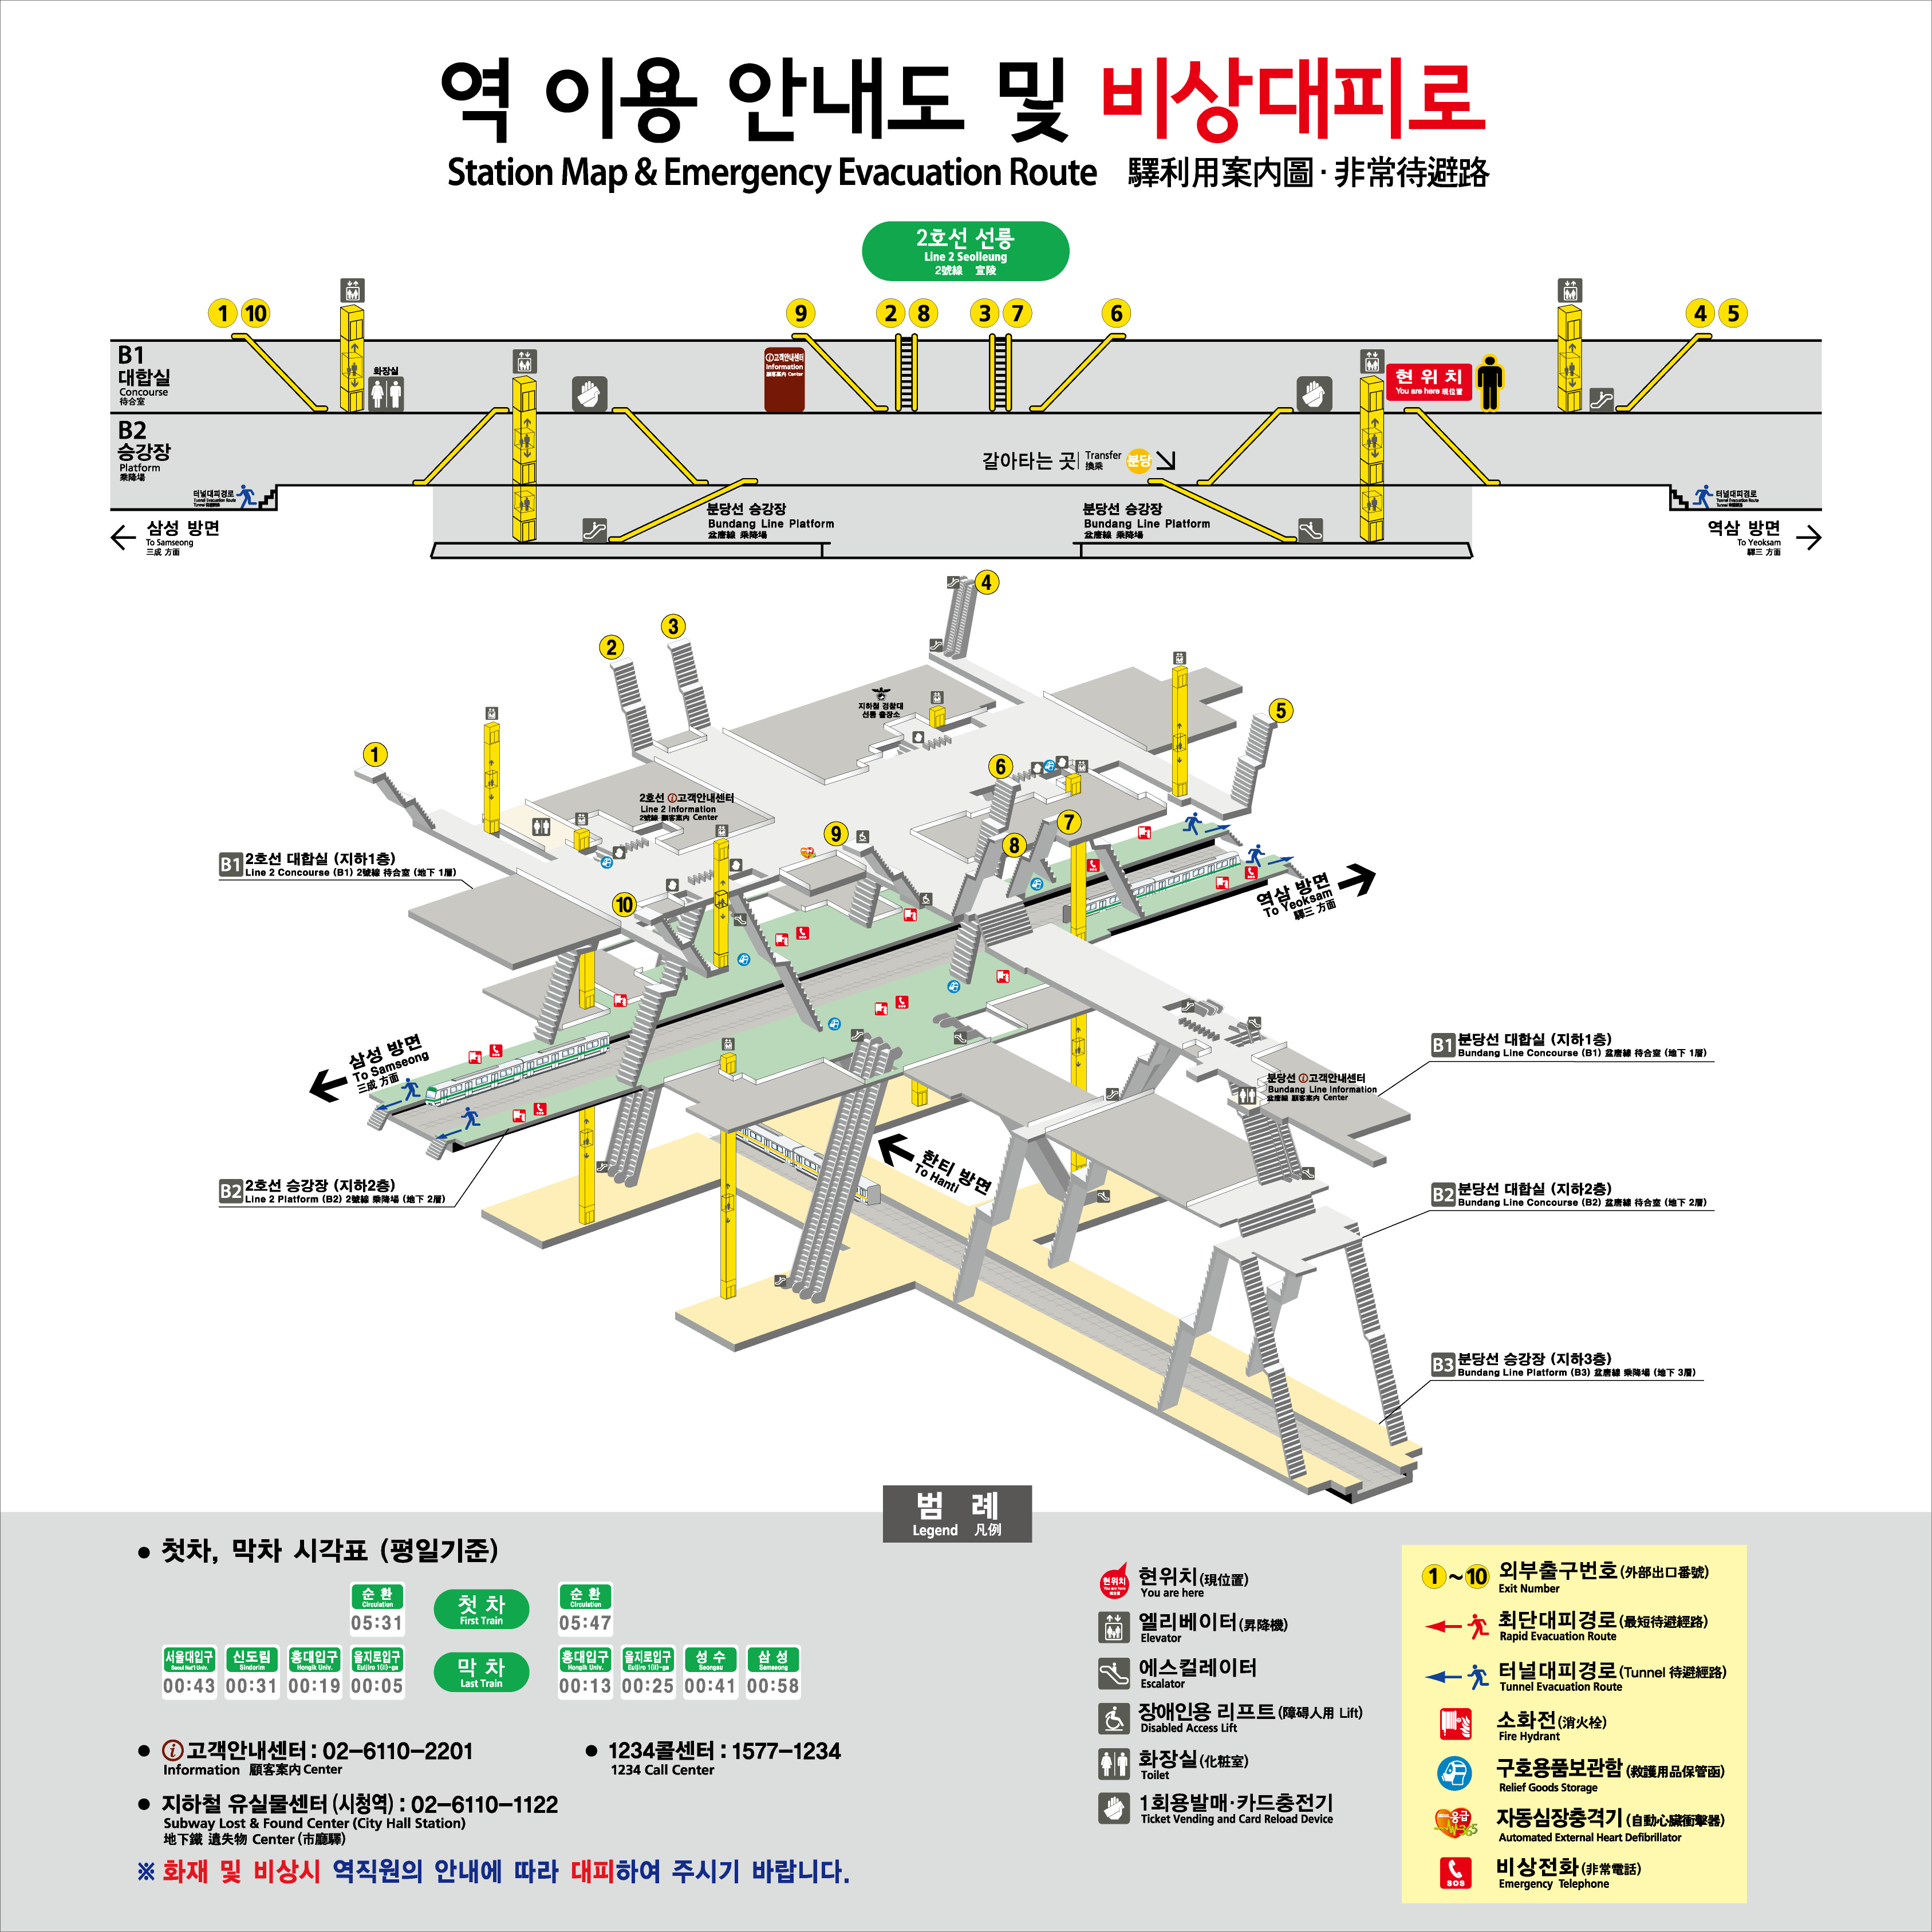 역 이용 안내도 및 비상대피로
Station Map & Emergency Evacuation Route 驛利用案內圖·非常待避路
2호선 선릉
Line 2 Seolleung
2號線 宣陵
1 10
9
2 8
3 7
6
4 5
B1
대합실
Concourse
待合室
화장실
고객안내센터
Information
顧客案內 Center
현 위 치
You are here 現位置
B2
승강장
Platform
乘降場
갈아타는 곳
Transfer
換乘
분당
터널대피경로
Tunnel Evacuation Route
터널대피경로
Tunnel Evacuation Route
분당선 승강장
Bundang Line Platform
盆唐線 乘降場
분당선 승강장
Bundang Line Platform
盆唐線 乘降場
삼성 방면
To Samseong
三成 方面
역삼 방면
To Yeoksam
驛三 方面
4
3
2
지하철 경찰대
선릉 출장소
5
1
6
2호선 고객안내센터
Line 2 Information
2號線 顧客案內 Center
7
9
8
B1 2호선 대합실 (지하1층)
Line 2 Concourse (B1) 2號線 待合室 (地下 1層)
10
역삼 방면
To Yeoksam
驛三 方面
삼성 방면
To Samseong
三成 方面
B1 분당선 대합실 (지하1층)
Bundang Line Concourse (B1) 盆唐線 待合室 (地下 1層)
분당선 고객안내센터
Bundang Line Information
盆唐線 顧客案內 Center
한티 방면
To Hanti
B2 2호선 승강장 (지하2층)
Line 2 Platform (B2) 2號線 乘降場 (地下 2層)
B2 분당선 대합실 (지하2층)
Bundang Line Concourse (B2) 盆唐線 待合室 (地下 2層)
B3 분당선 승강장 (지하3층)
Bundang Line Platform (B3) 盆唐線 乘降場 (地下 3層)
범 례
Legend 凡例
● 첫차, 막차 시각표 (평일기준)
순 환
Circulation
05:31
첫 차
First Train
순 환
Circulation
05:47
서울대입구
Seoul Nat'l Univ.
00:43
신도림
Sindorim
00:31
홍대입구
Hongik Univ.
00:19
을지로입구
Euljiro 1(il)-ga
00:05
막 차
Last Train
홍대입구
Hongik Univ.
00:13
을지로입구
Euljiro 1(il)-ga
00:25
성 수
Seongsu
00:41
삼 성
Samseong
00:58
● 고객안내센터 : 02-6110-2201
Information 顧客案內 Center
● 1234콜센터 : 1577-1234
1234 Call Center
● 지하철 유실물센터 (시청역) : 02-6110-1122
Subway Lost & Found Center (City Hall Station)
地下鐵 遺失物 Center (市廳驛)
※ 화재 및 비상시 역직원의 안내에 따라 대피하여 주시기 바랍니다.
현위치
현위치(現位置)
You are here
엘리베이터(昇降機)
Elevator
에스컬레이터
Escalator
장애인용 리프트(障碍人用 Lift)
Disabled Access Lift
화장실(化粧室)
Toilet
1회용발매·카드충전기
Ticket Vending and Card Reload Device
1~10 외부출구번호(外部出口番號)
Exit Number
최단대피경로(最短待避經路)
Rapid Evacuation Route
터널대피경로(Tunnel 待避經路)
Tunnel Evacuation Route
소화전(消火栓)
Fire Hydrant
구호용품보관함(救護用品保管函)
Relief Goods Storage
응급
365
자동심장충격기(自動心臟衝擊器)
Automated External Heart Defibrillator
SOS
비상전화(非常電話)
Emergency Telephone